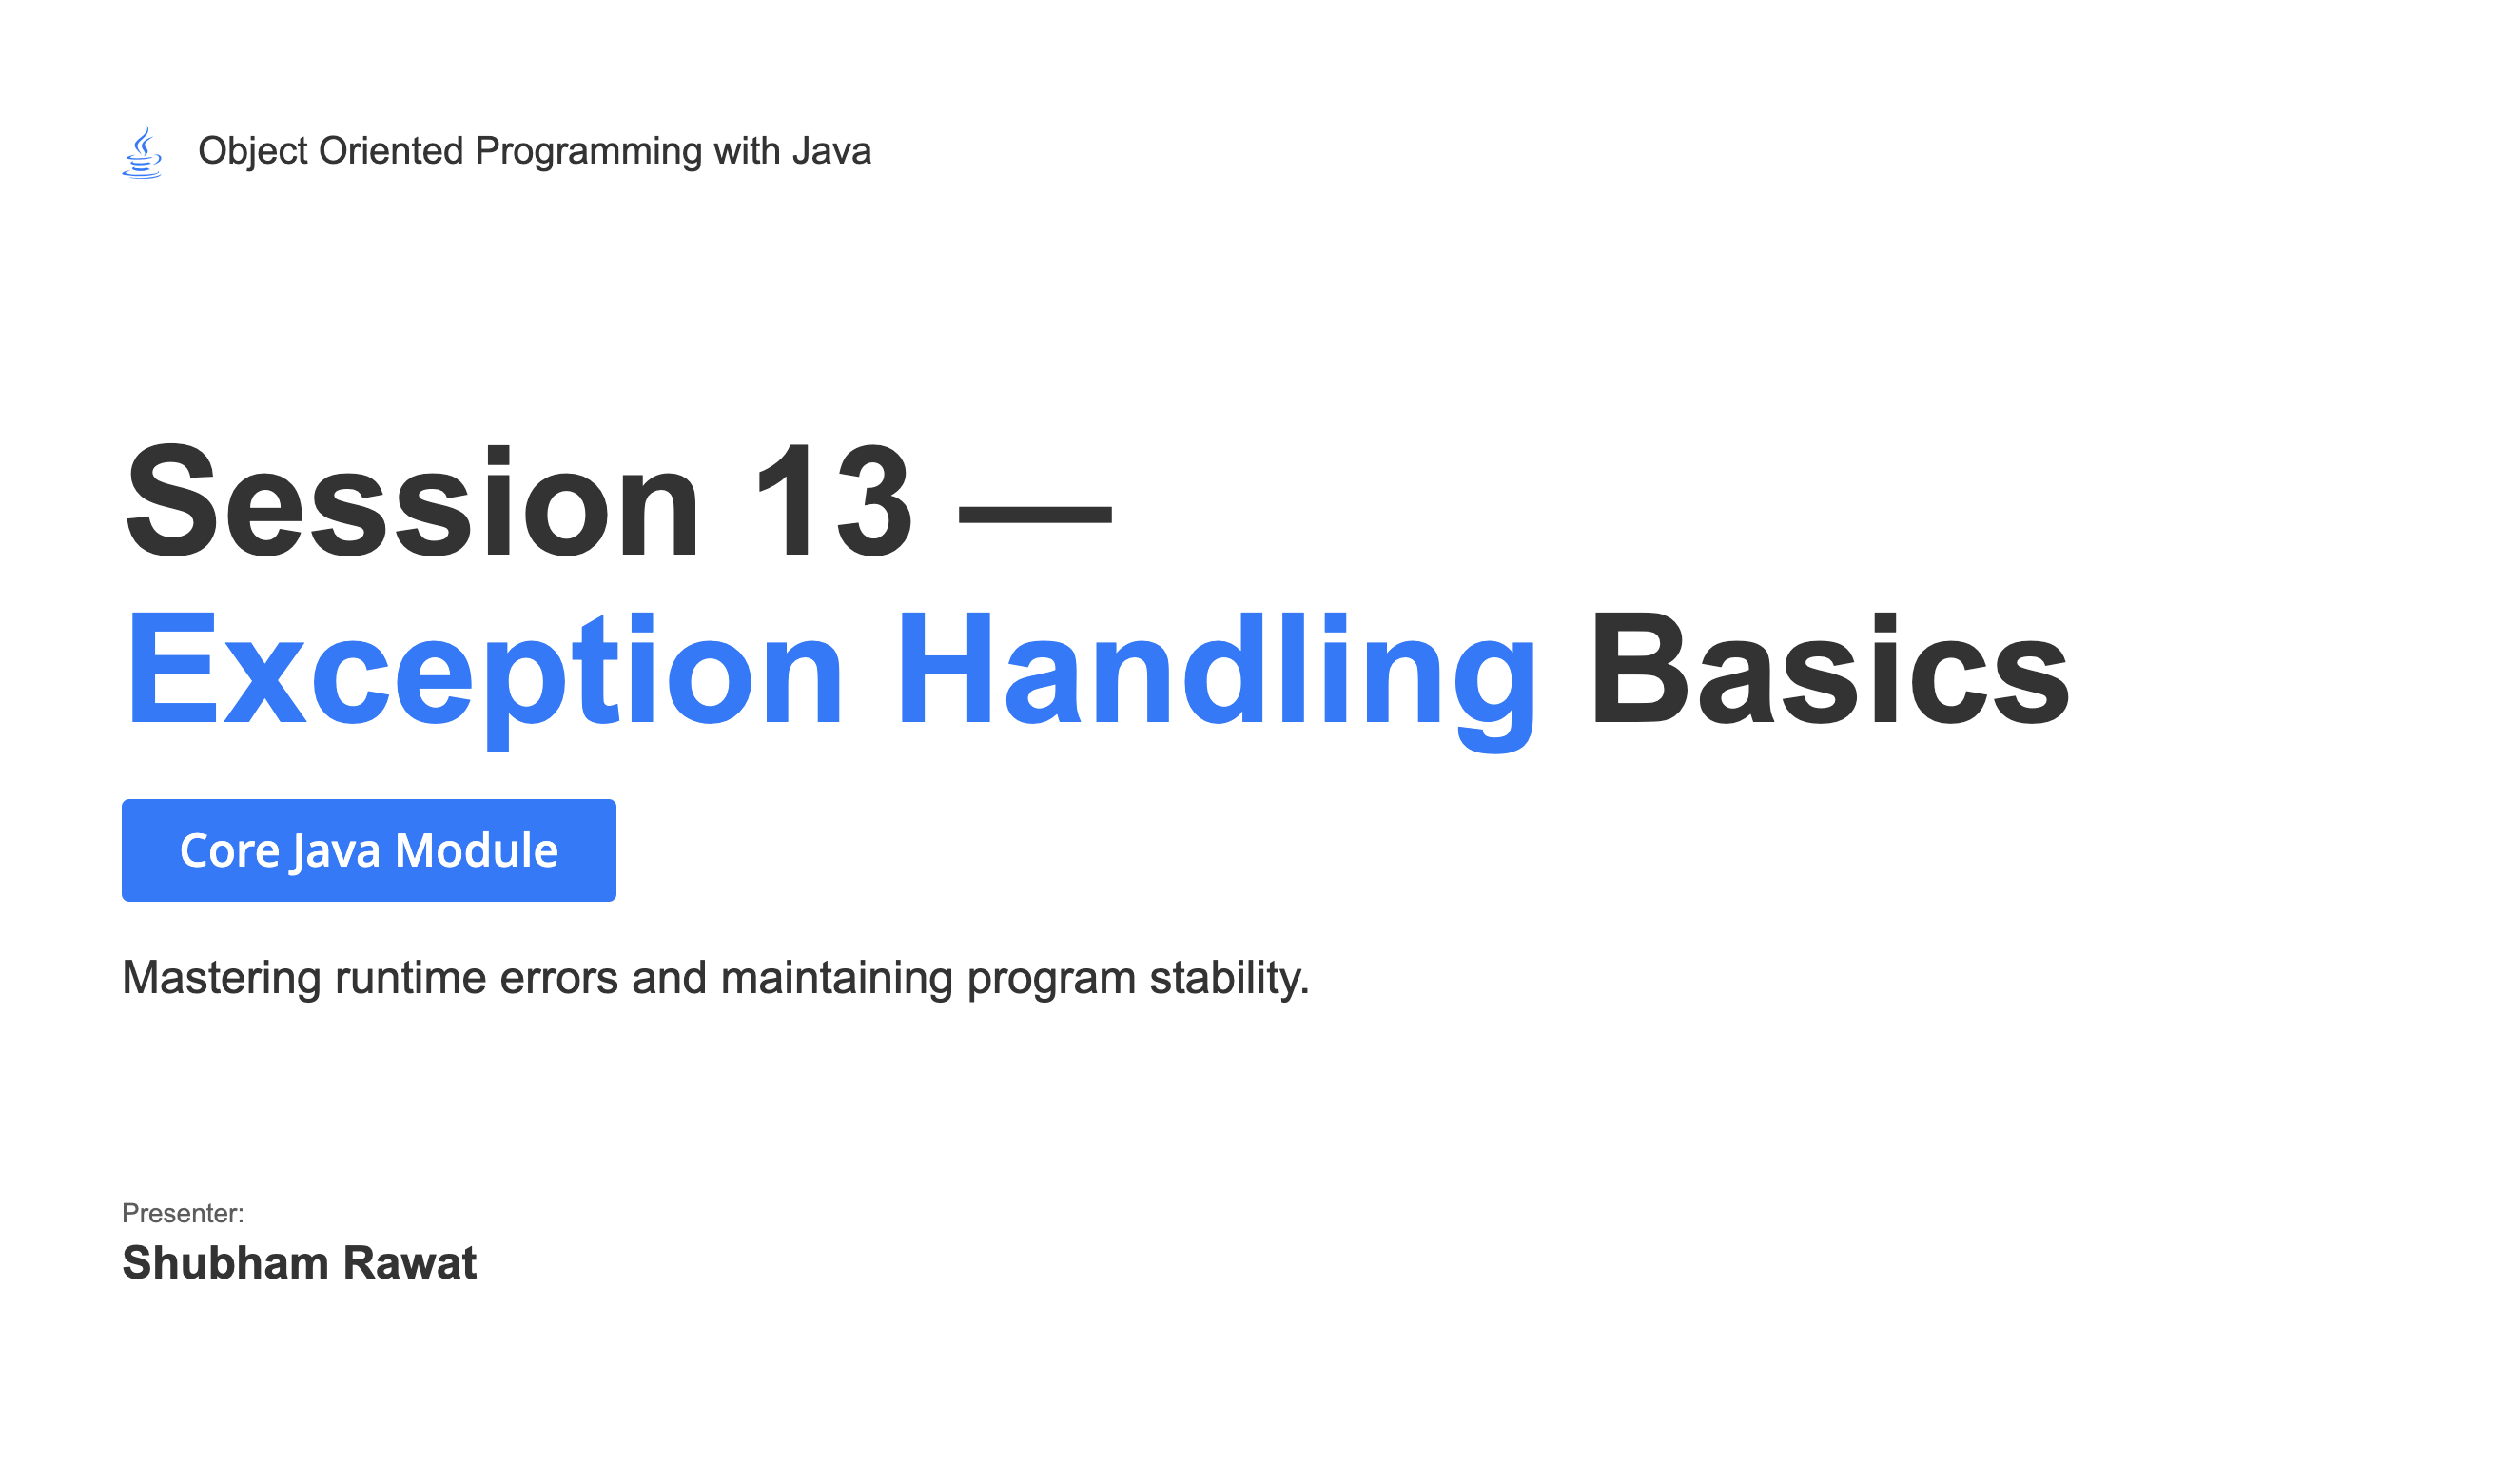 Object Oriented Programming with Java
Session 13 —
Exception Handling Basics
Core Java Module
Mastering runtime errors and maintaining program stability.
Presenter:
Shubham Rawat